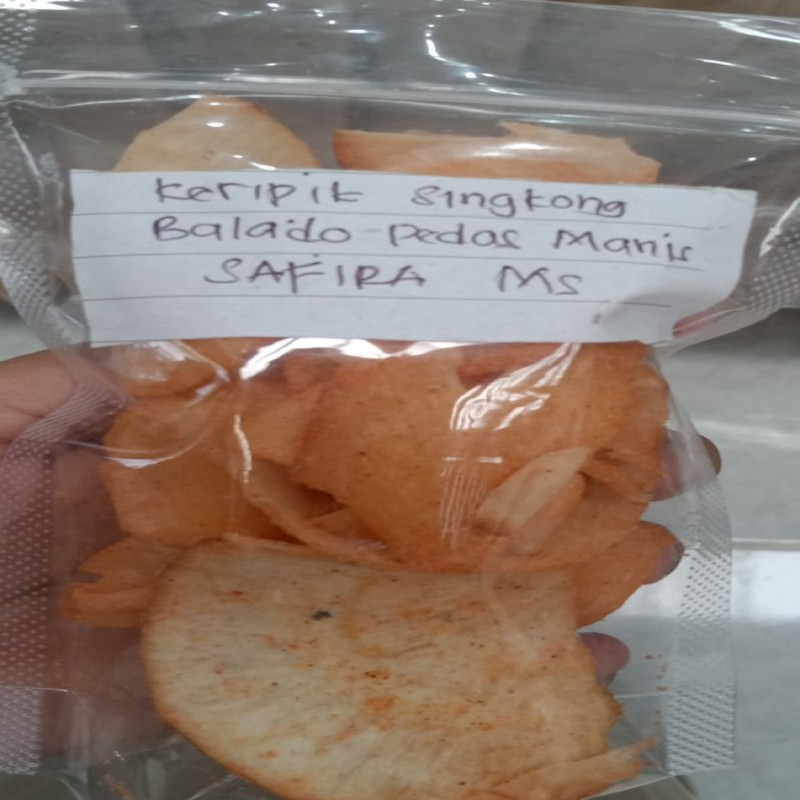 Keripik Singkong
Balado Pedas Manis
SAFIRA MS